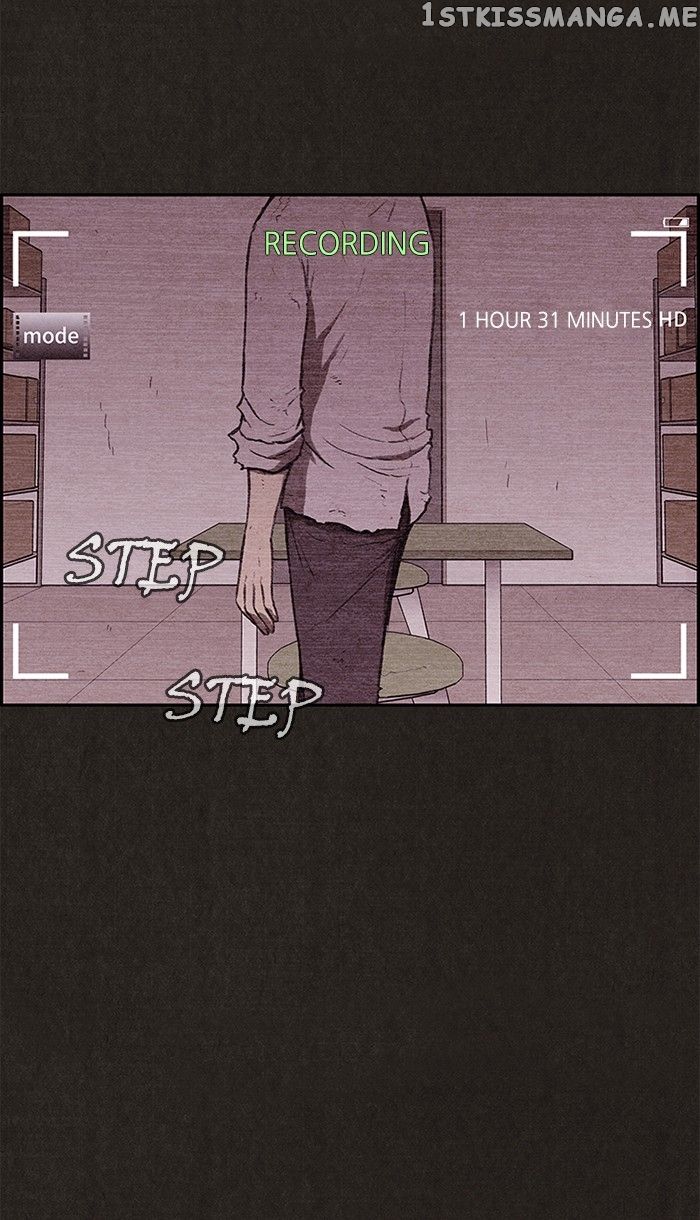 1STKISSMANGA.ME
RECORDING
1 HOUR 31 MINUTES HD
mode
STEP
STEP